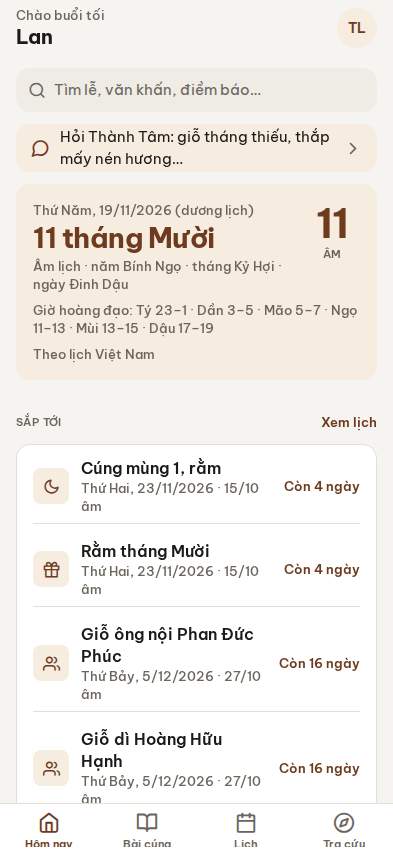 Chào buổi tối
Lan
TL
Tìm lễ, văn khấn, điềm báo...
Hỏi Thành Tâm: giỗ tháng thiếu, thắp
mấy nén hương...
Thứ Năm, 19/11/2026 (dương lịch)
11 tháng Mười
11
ÂM
Âm lịch · năm Bính Ngọ · tháng Kỷ Hợi ·
ngày Đinh Dậu
Giờ hoàng đạo: Tý 23–1 · Dần 3–5 · Mão 5–7 · Ngọ
11–13 · Mùi 13–15 · Dậu 17–19
Theo lịch Việt Nam
SẮP TỚI
Xem lịch
Cúng mùng 1, rằm
Thứ Hai, 23/11/2026 · 15/10
âm
Còn 4 ngày
Rằm tháng Mười
Thứ Hai, 23/11/2026 · 15/10
âm
Còn 4 ngày
Giỗ ông nội Phan Đức
Phúc
Thứ Bảy, 5/12/2026 · 27/10
âm
Còn 16 ngày
Giỗ dì Hoàng Hữu
Hạnh
Thứ Bảy, 5/12/2026 · 27/10
âm
Còn 16 ngày
Hôm nay
Bài cúng
Lịch
Tra cứu